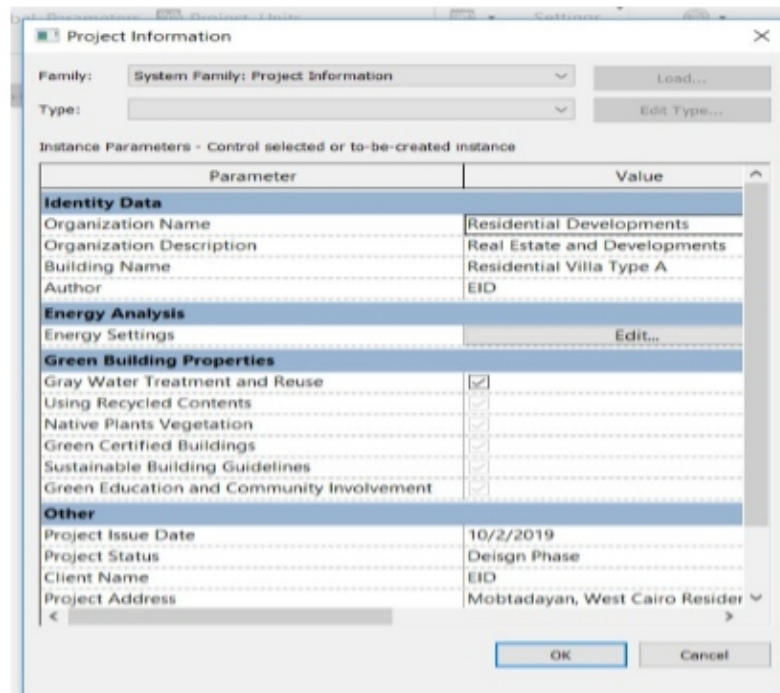 Project Units
Settings
Project Information
Family: System Family: Project Information Load...
Type: Edit Type...
Instance Parameters - Control selected or to-be-created instance
Parameter Value
Identity Data
Organization Name Residential Developments
Organization Description Real Estate and Developments
Building Name Residential Villa Type A
Author EID
Energy Analysis
Energy Settings Edit...
Green Building Properties
Gray Water Treatment and Reuse
Using Recycled Contents
Native Plants Vegetation
Green Certified Buildings
Sustainable Building Guidelines
Green Education and Community Involvement
Other
Project Issue Date 10/2/2019
Project Status Deisgn Phase
Client Name EID
Project Address Mobtadayan, West Cairo Resider
OK Cancel